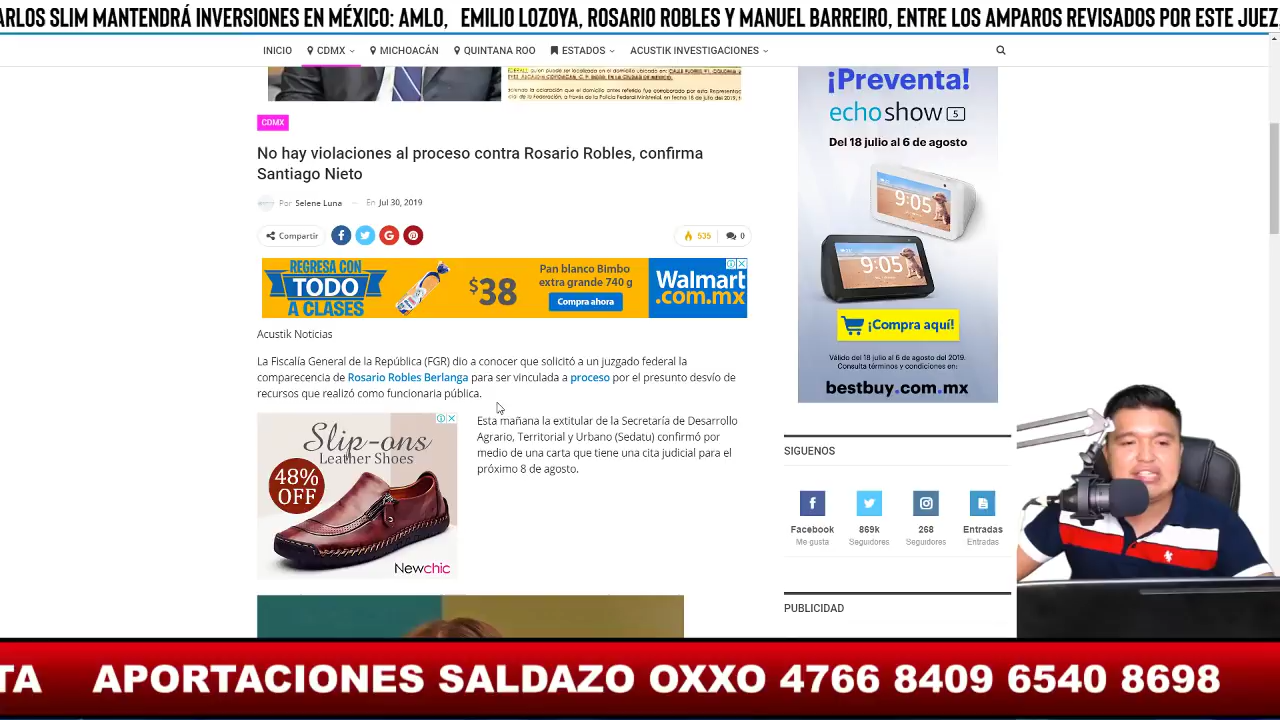 ARLOS SLIM MANTENDRÁ INVERSIONES EN MÉXICO: AMLO, EMILIO LOZOYA, ROSARIO ROBLES Y MANUEL BARREIRO, ENTRE LOS AMPAROS REVISADOS POR ESTE JUEZ,
INICIO CDMX MICHOACÁN QUINTANA ROO ESTADOS ACUSTIK INVESTIGACIONES
CDMX
No hay violaciones al proceso contra Rosario Robles, confirma
Santiago Nieto
Por Selene Luna — En Jul 30, 2019
Compartir
535 0
REGRESA CON
TODO
A CLASES
$38
Pan blanco Bimbo
extra grande 740 g
Compra ahora
Walmart
.com.mx
Acustik Noticias
La Fiscalía General de la República (FGR) dio a conocer que solicitó a un juzgado federal la
comparecencia de Rosario Robles Berlanga para ser vinculada a proceso por el presunto desvío de
recursos que realizó como funcionaria pública.
Slip-ons
Leather Shoes
48%
OFF
Newchic
Esta mañana la extitular de la Secretaría de Desarrollo
Agrario, Territorial y Urbano (Sedatu) confirmó por
medio de una carta que tiene una cita judicial para el
próximo 8 de agosto.
¡Preventa!
echo show 5
Del 18 julio al 6 de agosto
9:05
9:05
¡Compra aquí!
Válido del 18 julio al 6 de agosto del 2019.
Consulta términos y condiciones en:
bestbuy.com.mx
SIGUENOS
Facebook 869k 268 Entradas
Me gusta Seguidores Seguidores Entradas
PUBLICIDAD
TA APORTACIONES SALDAZO OXXO 4766 8409 6540 8698